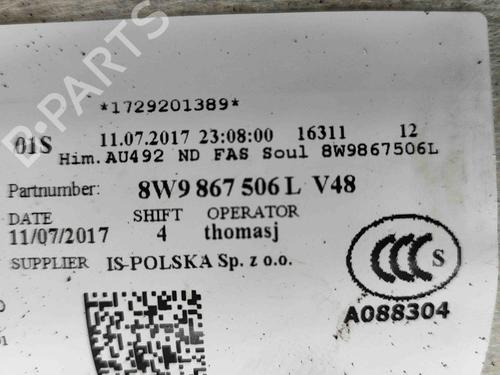 *1729201389*
01S 11.07.2017 23:08:00 16311 12
Him. AU492 ND FAS Soul 8W9867506L
Partnumber: 8W9 867 506 L V48
DATE SHIFT OPERATOR
11/07/2017 4 thomasj
SUPPLIER IS-POLSKA Sp. z o.o.
CCC S
A088304
B-PARTS